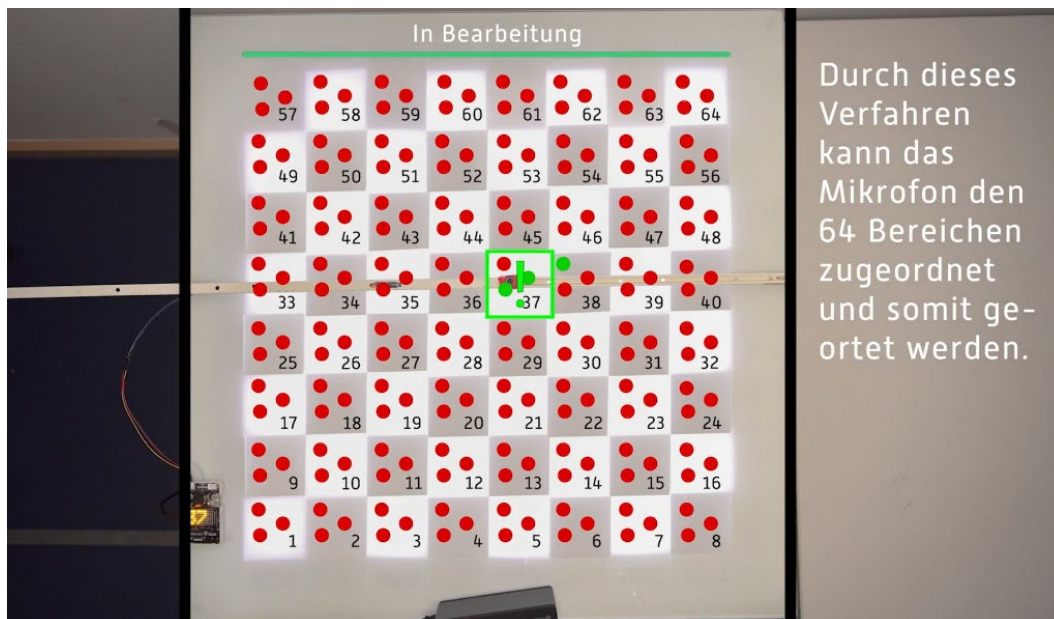 In Bearbeitung
57 58 59 60 61 62 63 64
49 50 51 52 53 54 55 56
41 42 43 44 45 46 47 48
33 34 35 36 37 38 39 40
25 26 27 28 29 30 31 32
17 18 19 20 21 22 23 24
9 10 11 12 13 14 15 16
1 2 3 4 5 6 7 8
37
Durch dieses
Verfahren
kann das
Mikrofon den
64 Bereichen
zugeordnet
und somit ge-
ortet werden.